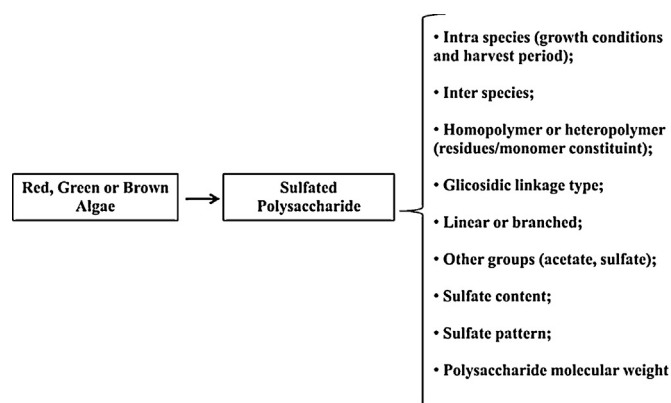 Red, Green or Brown
Algae
Sulfated
Polysaccharide
• Intra species (growth conditions
and harvest period);
• Inter species;
• Homopolymer or heteropolymer
(residues/monomer constituint);
• Glicosidic linkage type;
• Linear or branched;
• Other groups (acetate, sulfate);
• Sulfate content;
• Sulfate pattern;
• Polysaccharide molecular weight